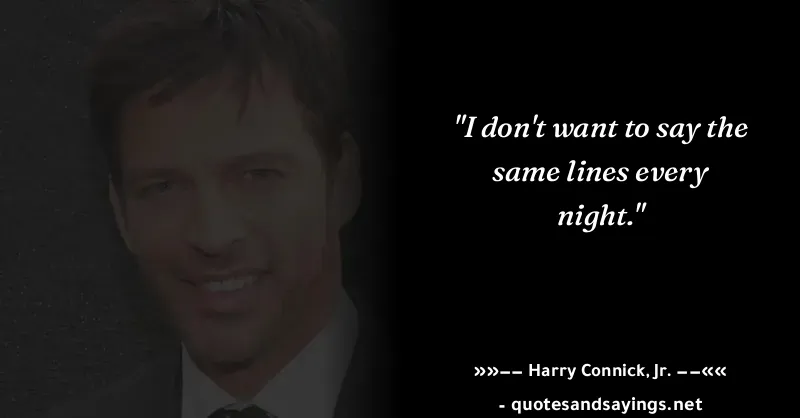 "I don't want to say the
same lines every
night."
»»−− Harry Connick, Jr. −−««
- quotesandsayings.net